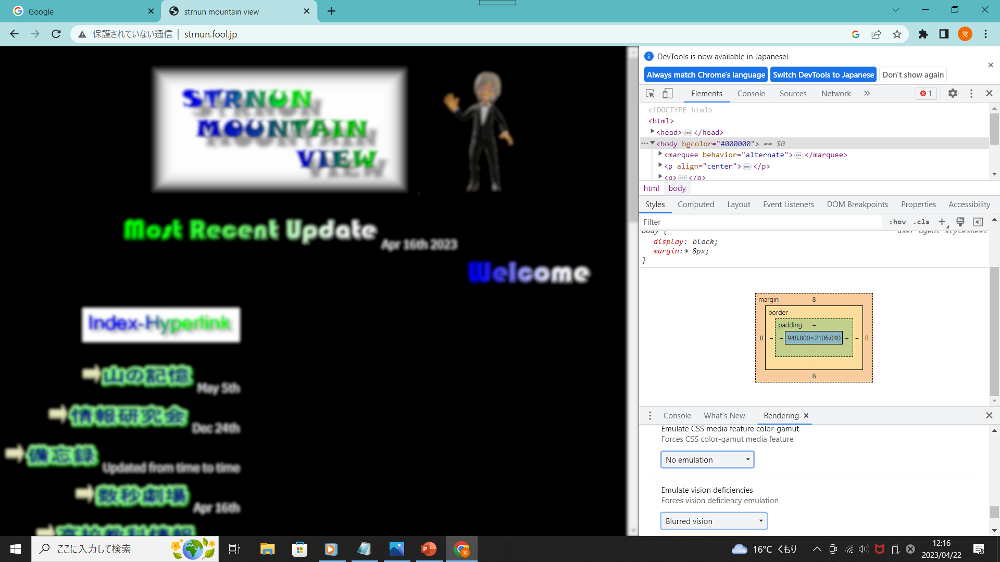 Google
strnun mountain view
保護されていない通信
strnun.fool.jp
覚
STRNUN
MOUNTAIN
VIEW
Most Recent Update
Apr 16th 2023
Welcome
Index-Hyperlink
山の記憶
May 5th
情報研究会
Dec 24th
備忘録
Updated from time to time
数秒劇場
Apr 16th
DevTools is now available in Japanese!
Always match Chrome's language
Switch DevTools to Japanese
Don't show again
Elements
Console
Sources
Network
»
1
<!DOCTYPE html>
<html>
<head> … </head>
<body bgcolor="#000000"> == $0
<marquee behavior="alternate"> … </marquee>
<p align="center"> … </p>
<p> … </p>
html
body
Styles
Computed
Layout
Event Listeners
DOM Breakpoints
Properties
Accessibility
Filter
:hov
.cls
body {
user agent stylesheet
display: block;
margin: 8px;
}
margin
8
border
–
padding
–
8
–
–
948.800×2106.040
–
–
8
–
–
8
Console
What's New
Rendering
Emulate CSS media feature color-gamut
Forces CSS color-gamut media feature
No emulation
Emulate vision deficiencies
Forces vision deficiency emulation
Blurred vision
ここに入力して検索
16°C くもり
12:16
2023/04/22